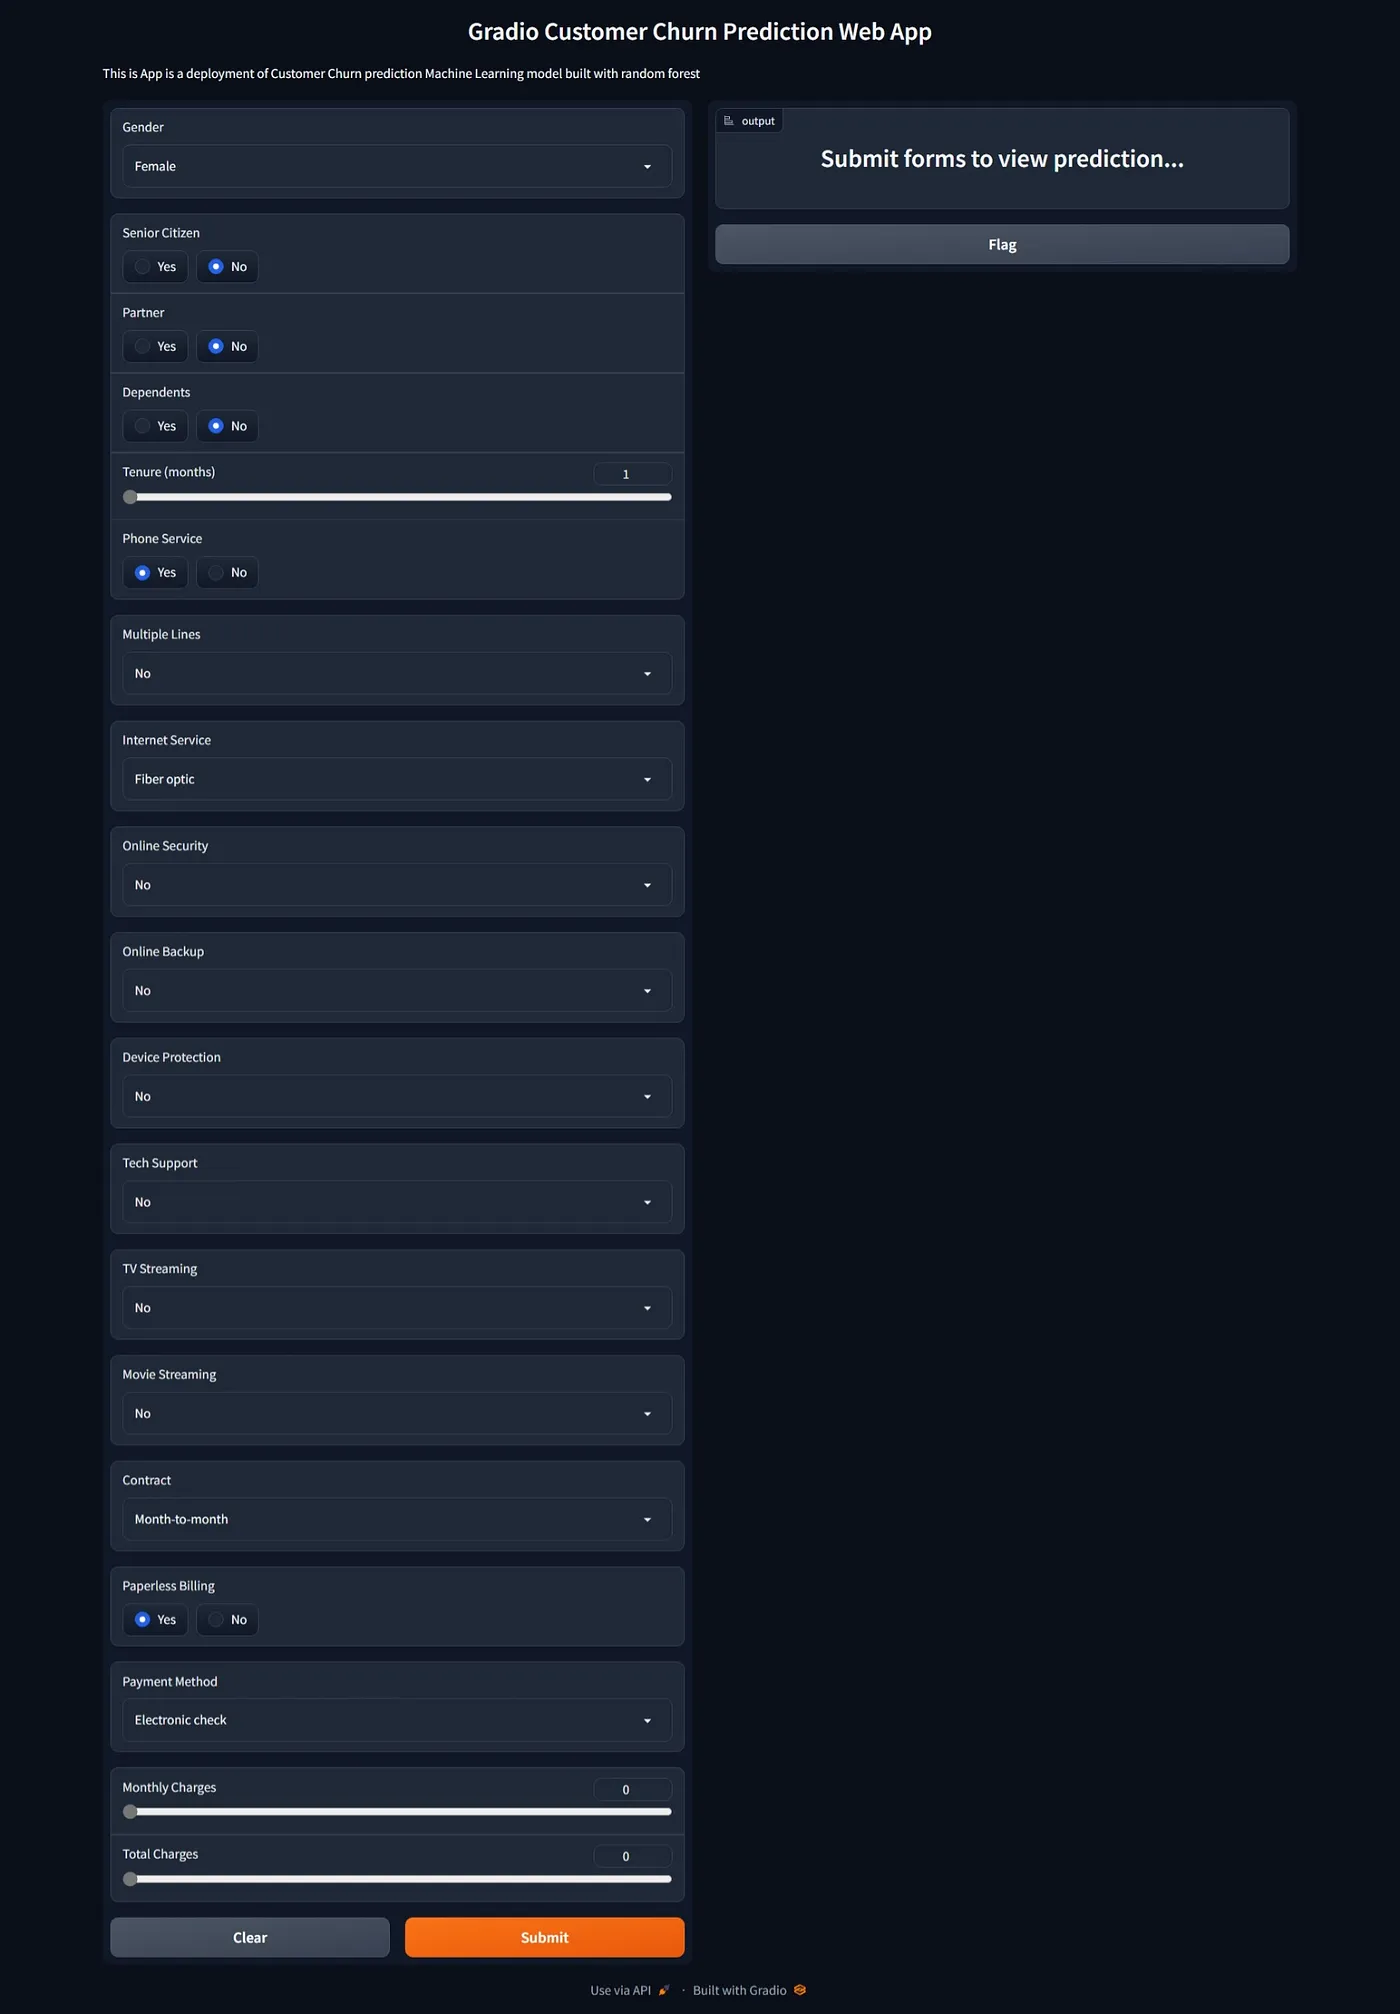 Gradio Customer Churn Prediction Web App
This is App is a deployment of Customer Churn prediction Machine Learning model built with random forest
Gender
Female
Senior Citizen
Yes No
Partner
Yes No
Dependents
Yes No
Tenure (months) 1
Phone Service
Yes No
Multiple Lines
No
Internet Service
Fiber optic
Online Security
No
Online Backup
No
Device Protection
No
Tech Support
No
TV Streaming
No
Movie Streaming
No
Contract
Month-to-month
Paperless Billing
Yes No
Payment Method
Electronic check
Monthly Charges 0
Total Charges 0
Clear Submit
output
Submit forms to view prediction...
Flag
Use via API · Built with Gradio